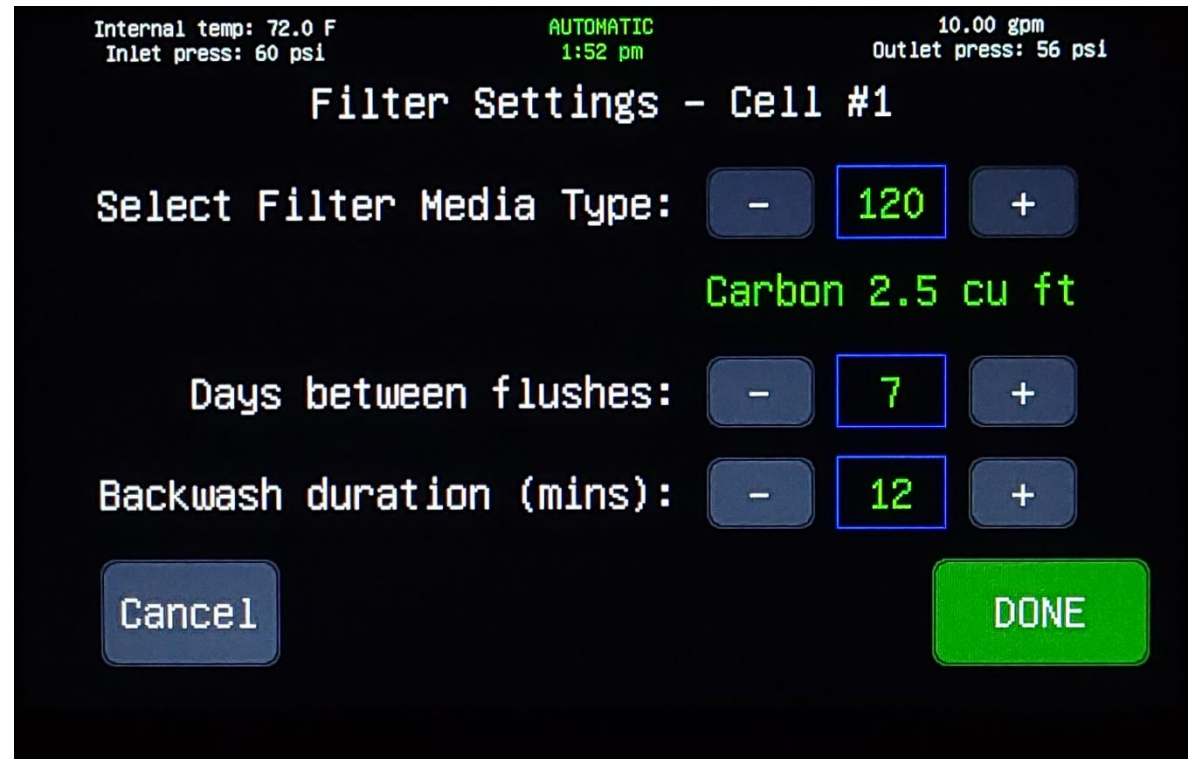 Internal temp: 72.0 F
Inlet press: 60 psi
AUTOMATIC
1:52 pm
10.00 gpm
Outlet press: 56 psi
Filter Settings - Cell #1
Select Filter Media Type: - 120 +
Carbon 2.5 cu ft
Days between flushes: - 7 +
Backwash duration (mins): - 12 +
Cancel
DONE